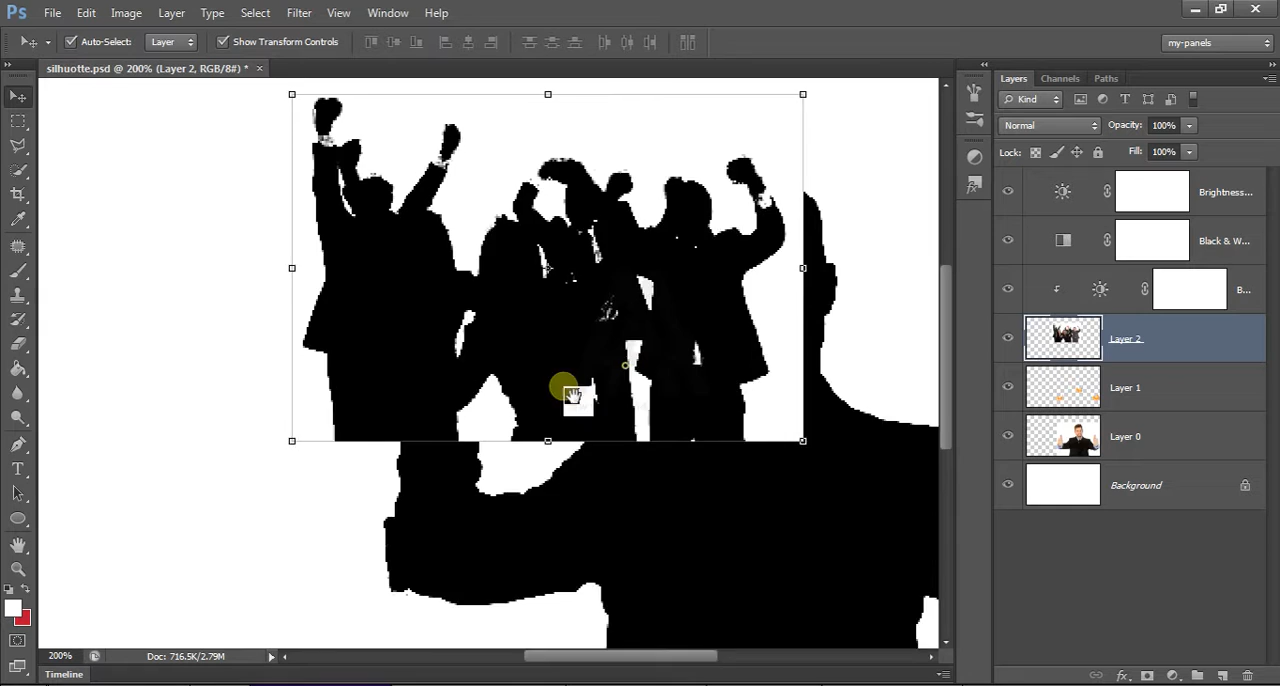 Ps File Edit Image Layer Type Select Filter View Window Help
Auto-Select: Layer Show Transform Controls my-panels
silhuotte.psd @ 200% (Layer 2, RGB/8#) * ×
Layers Channels Paths
Kind T
Normal Opacity: 100%
Lock: Fill: 100%
Brightness...
Black & W...
B...
Layer 2
Layer 1
Layer 0
Background
T
200% Doc: 716.5K/2.79M
Timeline
fx